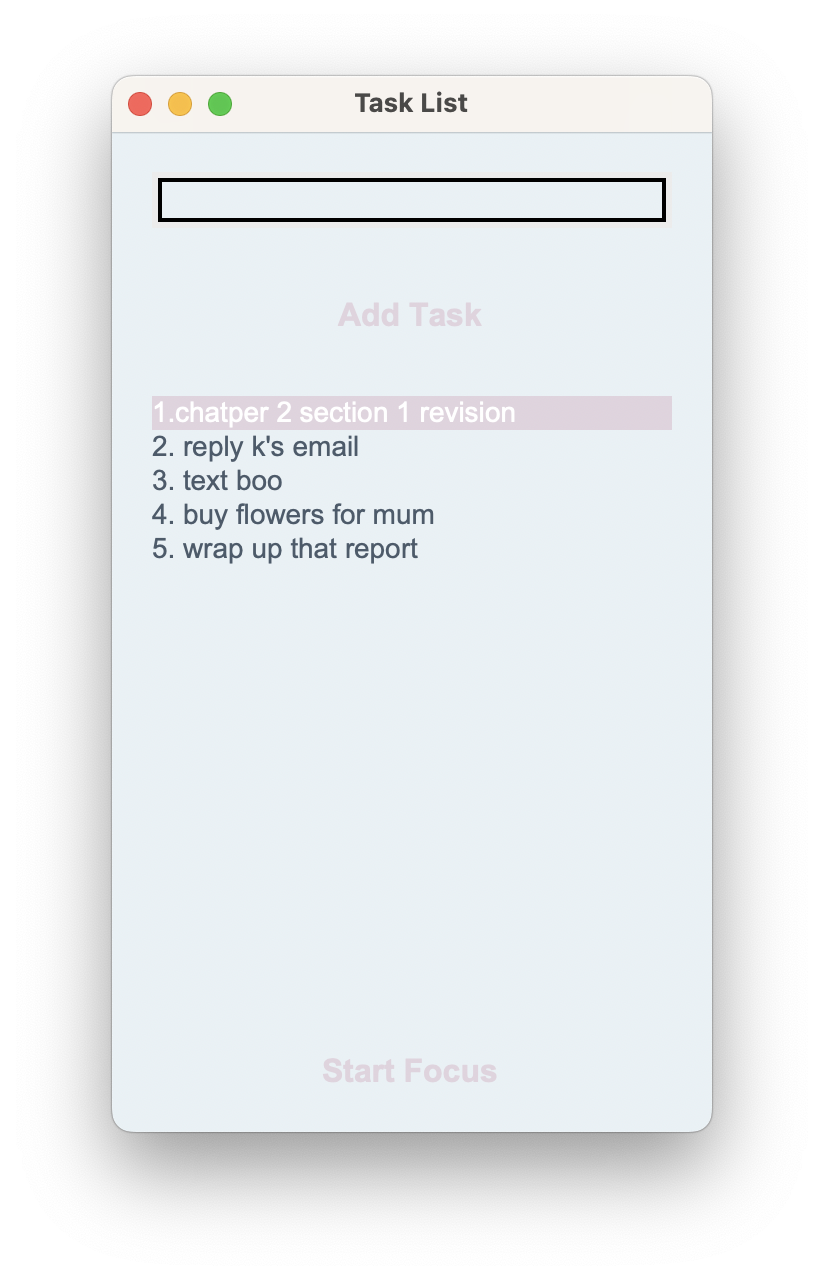 Task List
Add Task
1.chatper 2 section 1 revision
2. reply k's email
3. text boo
4. buy flowers for mum
5. wrap up that report
Start Focus